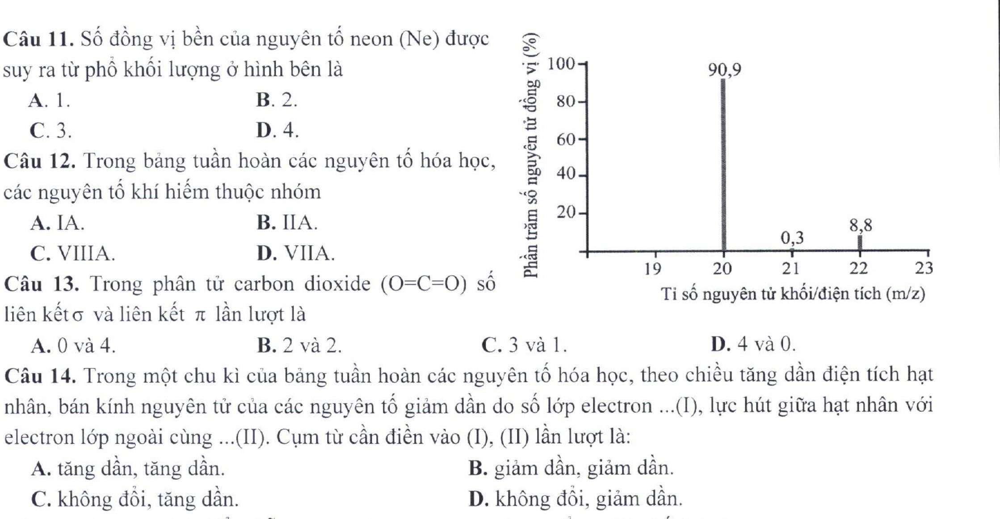 Câu 11. Số đồng vị bền của nguyên tố neon (Ne) được
suy ra từ phổ khối lượng ở hình bên là
A. 1.
B. 2.
C. 3.
D. 4.
Câu 12. Trong bảng tuần hoàn các nguyên tố hóa học,
các nguyên tố khí hiếm thuộc nhóm
A. IA.
B. IIA.
C. VIIIA.
D. VIIA.
Câu 13. Trong phân tử carbon dioxide (O=C=O) số
liên kết σ và liên kết π lần lượt là
A. 0 và 4.
B. 2 và 2.
C. 3 và 1.
D. 4 và 0.
Phần trăm số nguyên tử đồng vị (%)
100
80
60
40
20
90,9
0,3
8,8
19
20
21
22
23
Tỉ số nguyên tử khối/điện tích (m/z)
Câu 14. Trong một chu kì của bảng tuần hoàn các nguyên tố hóa học, theo chiều tăng dần điện tích hạt
nhân, bán kính nguyên tử của các nguyên tố giảm dần do số lớp electron ...(I), lực hút giữa hạt nhân với
electron lớp ngoài cùng ...(II). Cụm từ cần điền vào (I), (II) lần lượt là:
A. tăng dần, tăng dần.
B. giảm dần, giảm dần.
C. không đổi, tăng dần.
D. không đổi, giảm dần.